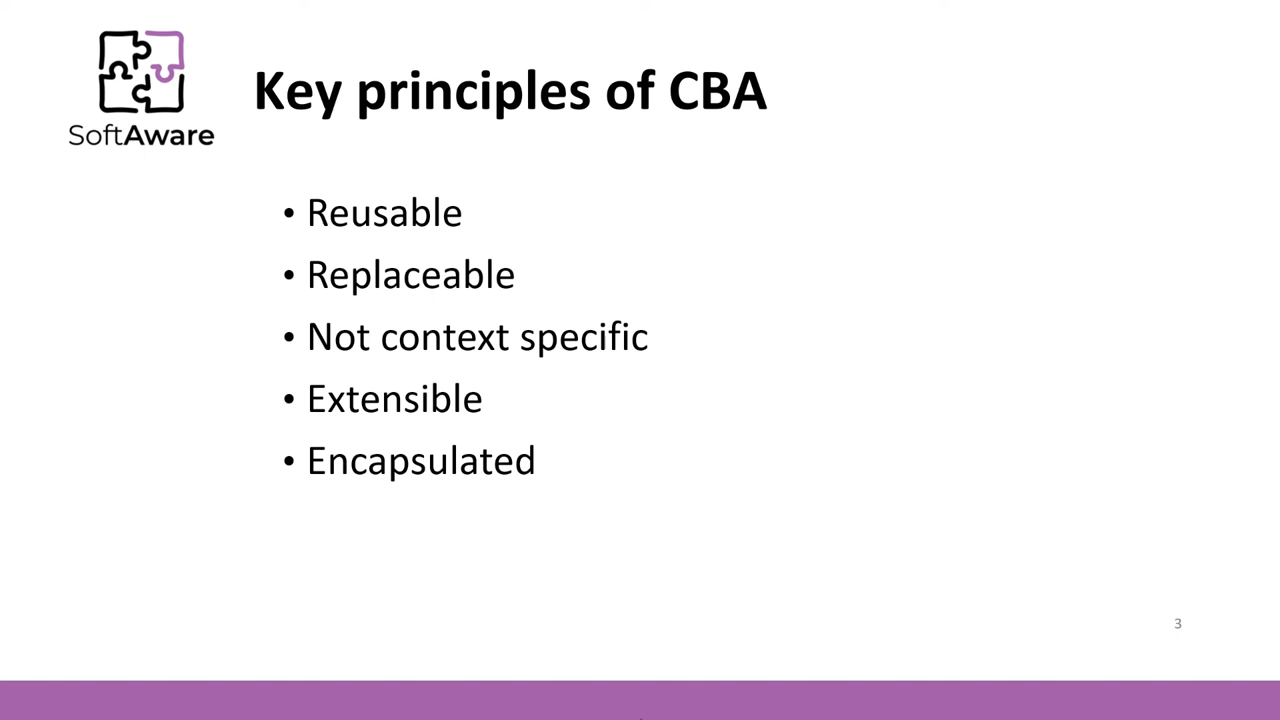 SoftAware
Key principles of CBA
• Reusable
• Replaceable
• Not context specific
• Extensible
• Encapsulated
3